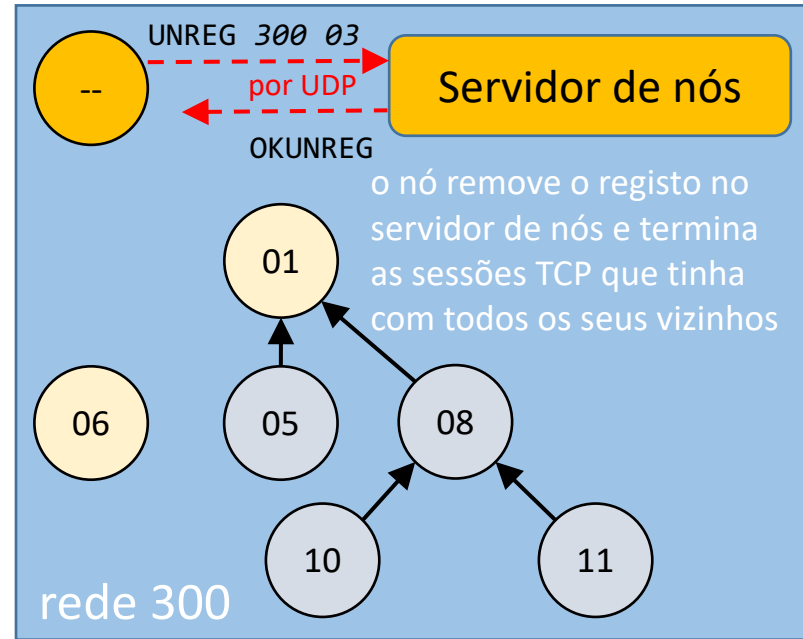 UNREG 300 03
--
por UDP
Servidor de nós
OKUNREG
o nó remove o registo no
servidor de nós e termina
as sessões TCP que tinha
com todos os seus vizinhos
01
06
05
08
10
11
rede 300